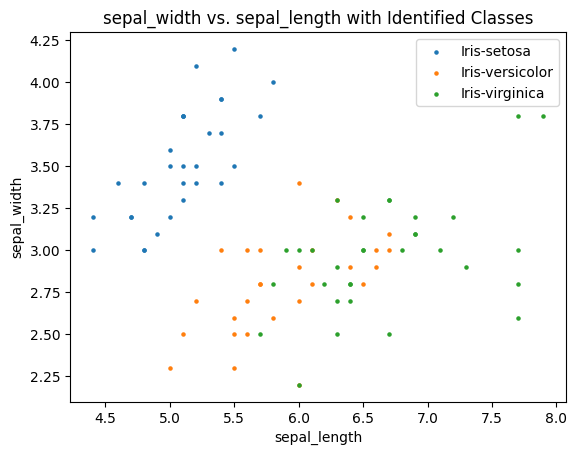 sepal_width vs. sepal_length with Identified Classes
Iris-setosa
Iris-versicolor
Iris-virginica
4.25
4.00
3.75
3.50
3.25
3.00
2.75
2.50
2.25
sepal_width
4.5 5.0 5.5 6.0 6.5 7.0 7.5 8.0
sepal_length